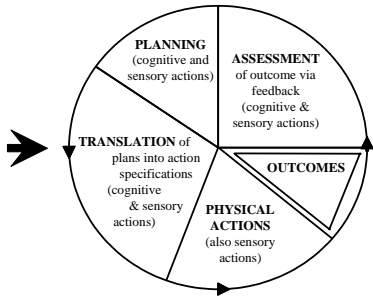 PLANNING
(cognitive and
sensory actions)
ASSESSMENT
of outcome via
feedback
(cognitive &
sensory actions)
TRANSLATION of
plans into action
specifications
(cognitive
& sensory
actions)
OUTCOMES
PHYSICAL
ACTIONS
(also sensory
actions)